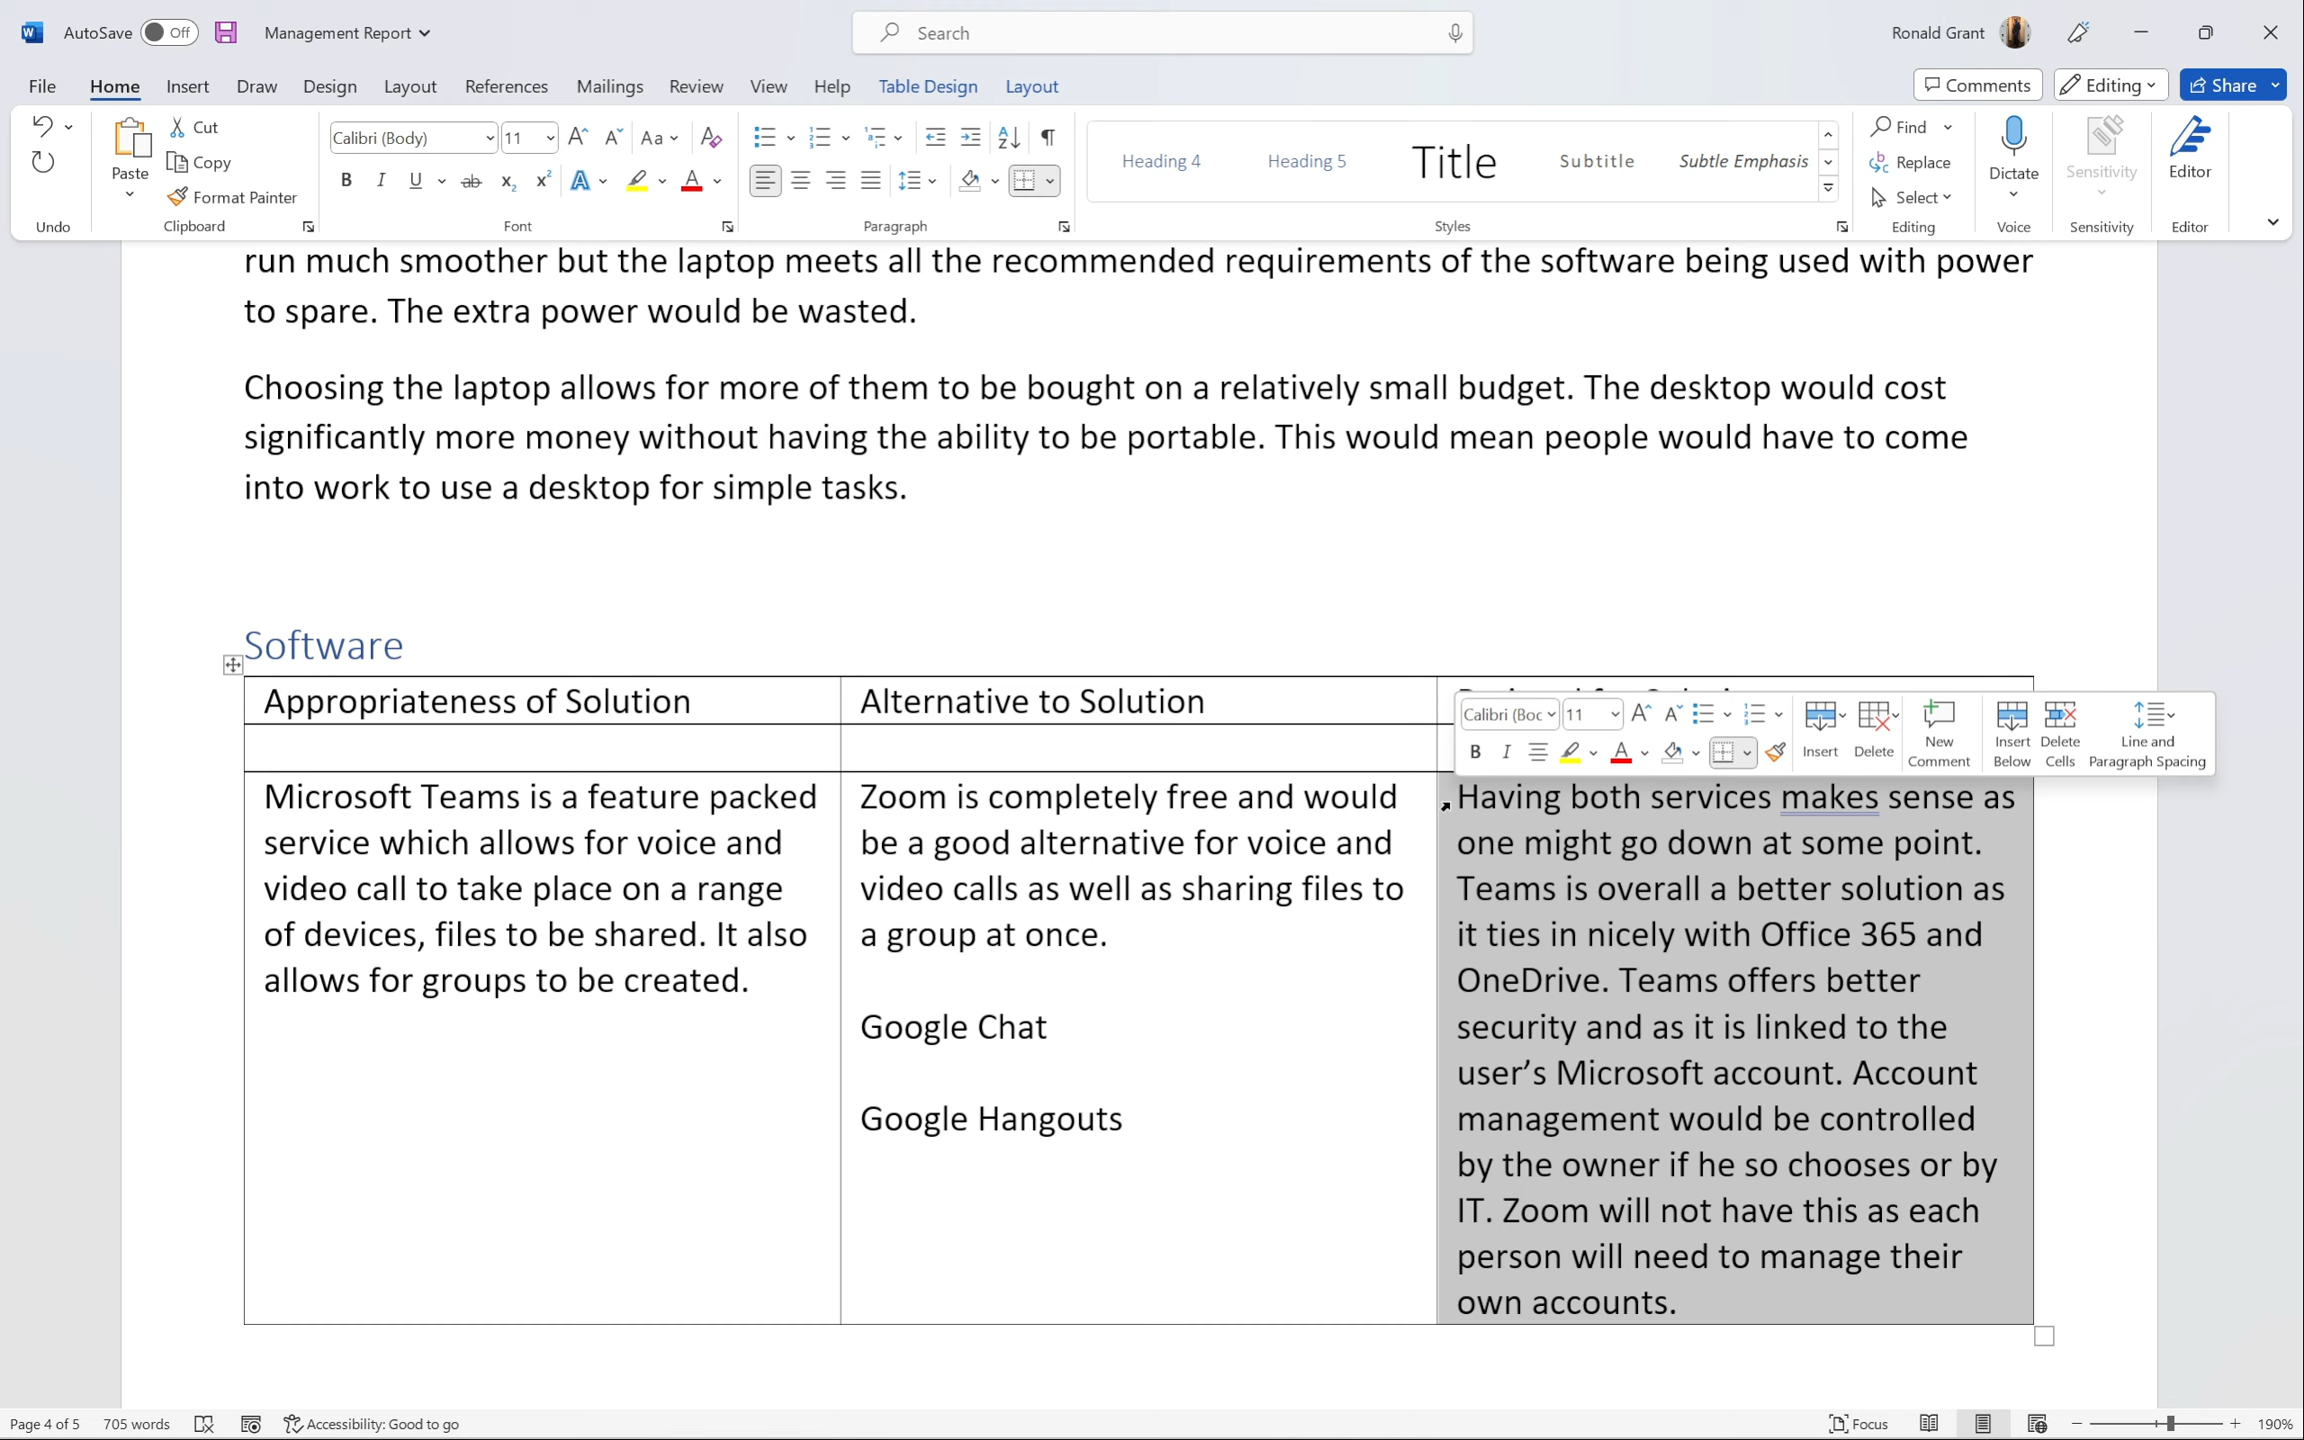 AutoSave Off Management Report Search Ronald Grant
File Home Insert Draw Design Layout References Mailings Review View Help Table Design Layout Comments Editing Share
Undo
Paste
Cut
Copy
Format Painter
Clipboard
Calibri (Body) 11
Font
Paragraph
Heading 4 Heading 5 Title Subtitle Subtle Emphasis
Styles
Find
Replace
Select
Editing
Dictate
Voice
Sensitivity
Sensitivity
Editor
Editor
run much smoother but the laptop meets all the recommended requirements of the software being used with power
to spare. The extra power would be wasted.
Choosing the laptop allows for more of them to be bought on a relatively small budget. The desktop would cost
significantly more money without having the ability to be portable. This would mean people would have to come
into work to use a desktop for simple tasks.
Software
Appropriateness of Solution
Alternative to Solution
Calibri (Boc 11
Insert
Delete
New
Comment
Insert
Below
Delete
Cells
Line and
Paragraph Spacing
Microsoft Teams is a feature packed
service which allows for voice and
video call to take place on a range
of devices, files to be shared. It also
allows for groups to be created.
Zoom is completely free and would
be a good alternative for voice and
video calls as well as sharing files to
a group at once.
Google Chat
Google Hangouts
Having both services makes sense as
one might go down at some point.
Teams is overall a better solution as
it ties in nicely with Office 365 and
OneDrive. Teams offers better
security and as it is linked to the
user's Microsoft account. Account
management would be controlled
by the owner if he so chooses or by
IT. Zoom will not have this as each
person will need to manage their
own accounts.
Page 4 of 5 705 words Accessibility: Good to go Focus 190%